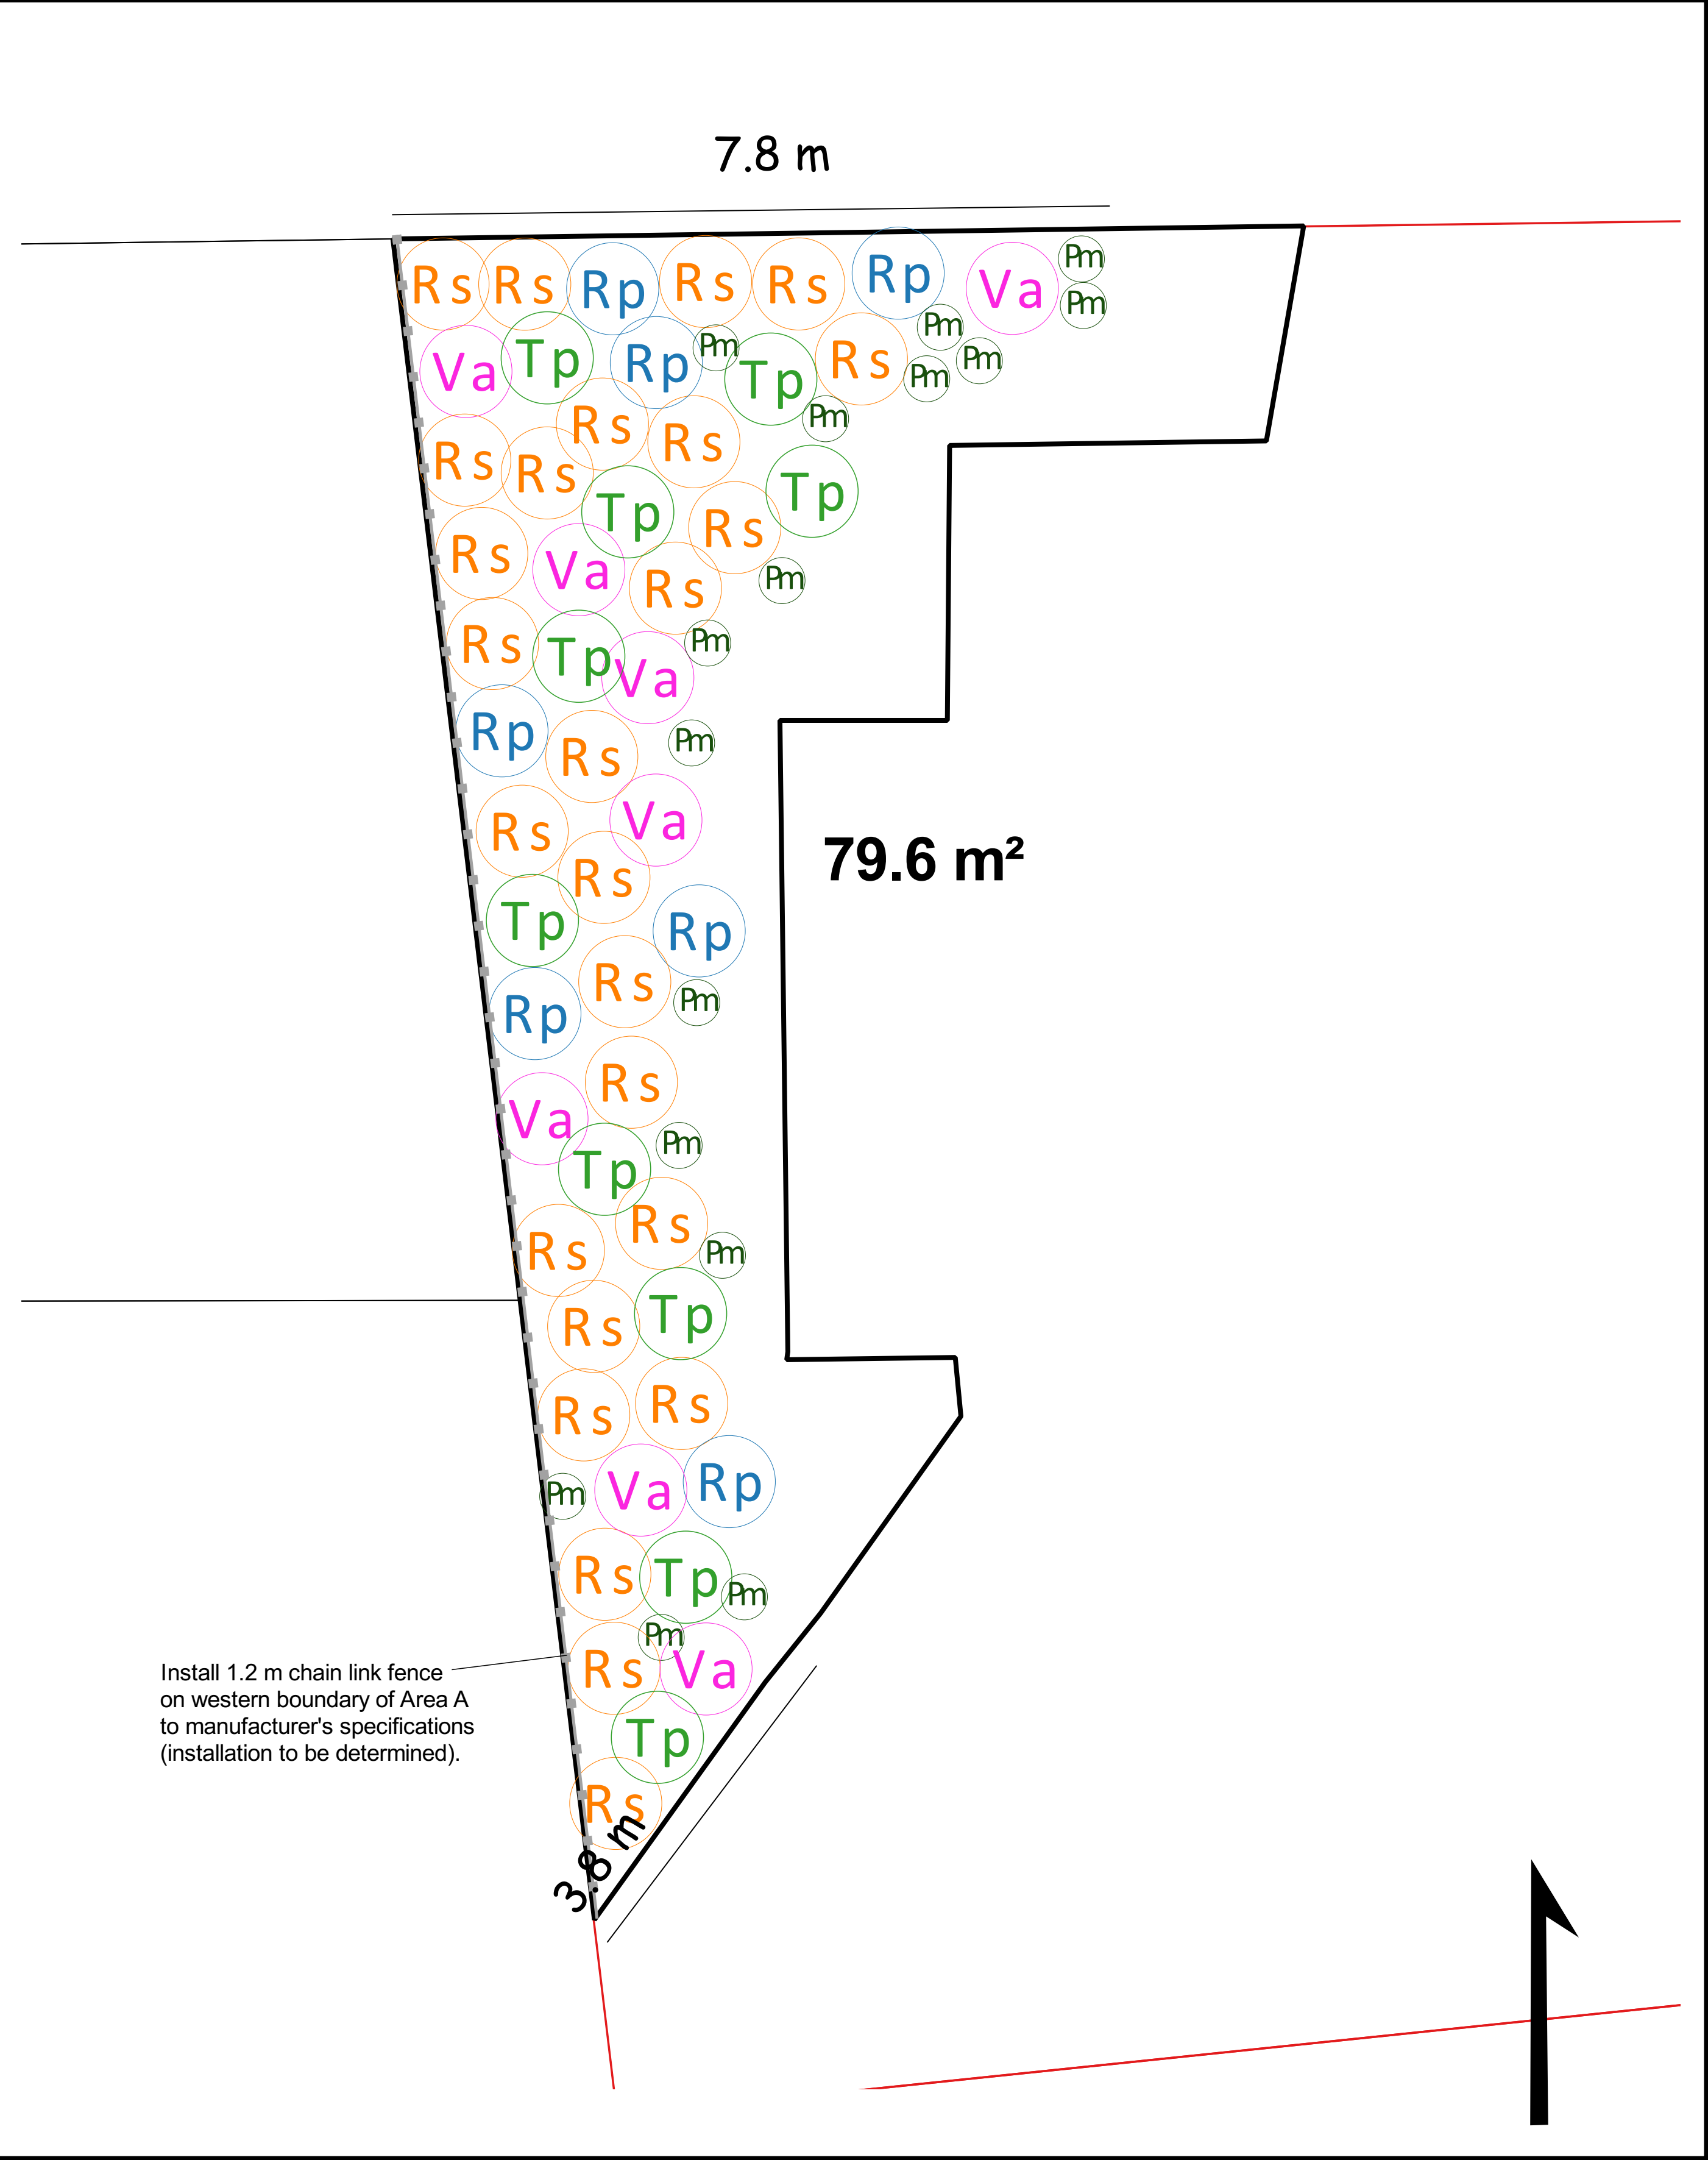 7.8 m
Rs Rs Rp Rs Rs Rp Va Pm
Pm
Pm
Va Tp Rp Pm Tp Rs Pm Pm
Rs Rs Pm
Rs Rs Tp
Tp Rs
Rs Va Rs Pm
Rs Tp Va Pm
Rp Rs Pm
Rs Va
79.6 m²
Rs
Tp Rp
Rp Rs Pm
Rs
Va Pm
Tp
Rs Rs Pm
Rs Tp
Rs Rs
Pm Va Rp
Rs Tp Pm
Pm
Rs Va
Install 1.2 m chain link fence
on western boundary of Area A
to manufacturer's specifications
(installation to be determined).
Tp
Rs
3.8 m